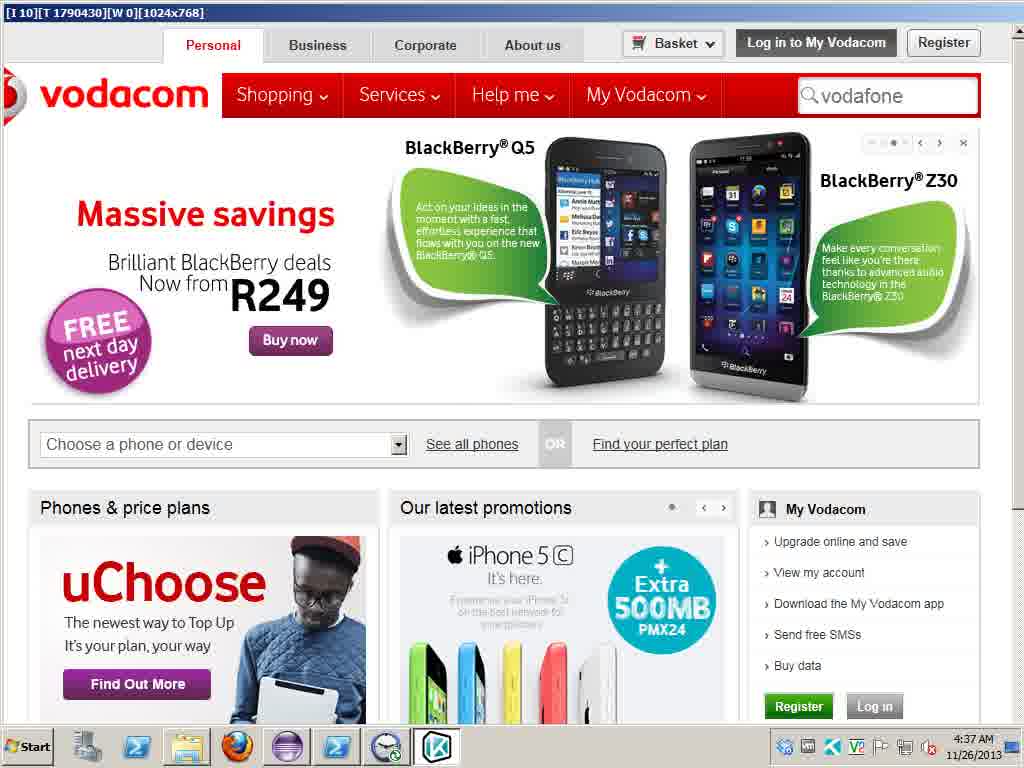 [I 10][T 1790430][W 0][1024x768]
Personal
Business
Corporate
About us
Basket
Log in to My Vodacom
Register
vodacom
Shopping
Services
Help me
My Vodacom
vodafone
Massive savings
Brilliant BlackBerry deals
Now from R249
Buy now
FREE
next day
delivery
BlackBerry® Q5
Act on your ideas in the
moment with a fast,
effortless experience that
flows with you on the new
BlackBerry® Q5.
BlackBerry
BlackBerry® Z30
Make every conversation
feel like you're there
thanks to advanced audio
technology in the
BlackBerry® Z30
BlackBerry
Choose a phone or device
See all phones
OR
Find your perfect plan
Phones & price plans
uChoose
The newest way to Top Up
It's your plan, your way
Find Out More
Our latest promotions
iPhone 5c
It's here.
Experience your iPhone 5c
on the best network for
smartphones
+
Extra
500MB
PMX24
My Vodacom
› Upgrade online and save
› View my account
› Download the My Vodacom app
› Send free SMSs
› Buy data
Register
Log in
Start
4:37 AM
11/26/2013